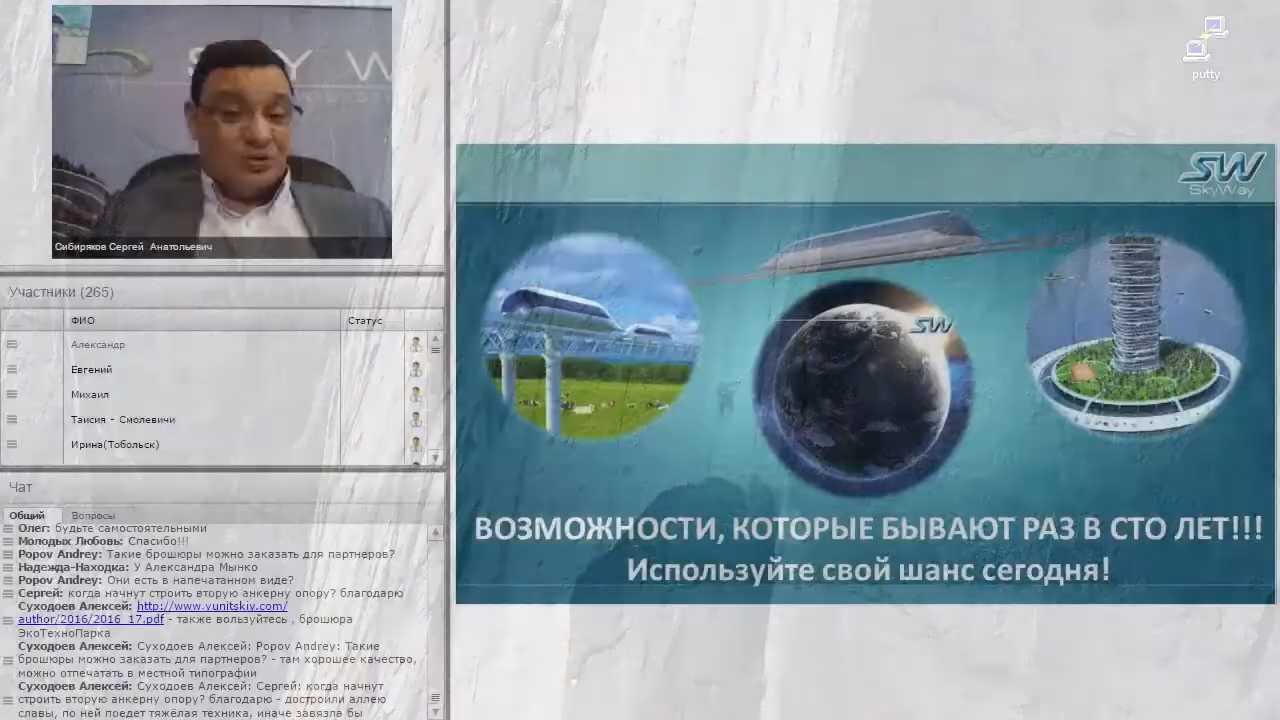 SKY W
Сибиряков Сергей Анатольевич
putty
SW
SkyWay
SW
ВОЗМОЖНОСТИ, КОТОРЫЕ БЫВАЮТ РАЗ В СТО ЛЕТ!!!
Используйте свой шанс сегодня!
Участники (265)
ФИО Статус
Александр
Евгений
Михаил
Таисия - Смолевичи
Ирина(Тобольск)
Чат
Общий Вопросы
Олег: будьте самостоятельными
Молодых Любовь: Спасибо!!!
Popov Andrey: Такие брошюры можно заказать для партнеров?
Надежда-Находка: У Александра Мынко
Popov Andrey: Они есть в напечатанном виде?
Сергей: когда начнут строить вторую анкерну опору? благодарю
Суходоев Алексей: http://www.yunitskiy.com/
author/2016/2016_17.pdf - также вользуйтесь , брошюра
ЭкоТехноПарка
Суходоев Алексей: Суходоев Алексей: Popov Andrey: Такие
брошюры можно заказать для партнеров? - там хорошее качество,
можно отпечатать в местной типографии
Суходоев Алексей: Суходоев Алексей: Сергей: когда начнут
строить вторую анкерну опору? благодарю - достроили аллею
славы, по ней поедет тяжёлая техника, иначе завязла бы